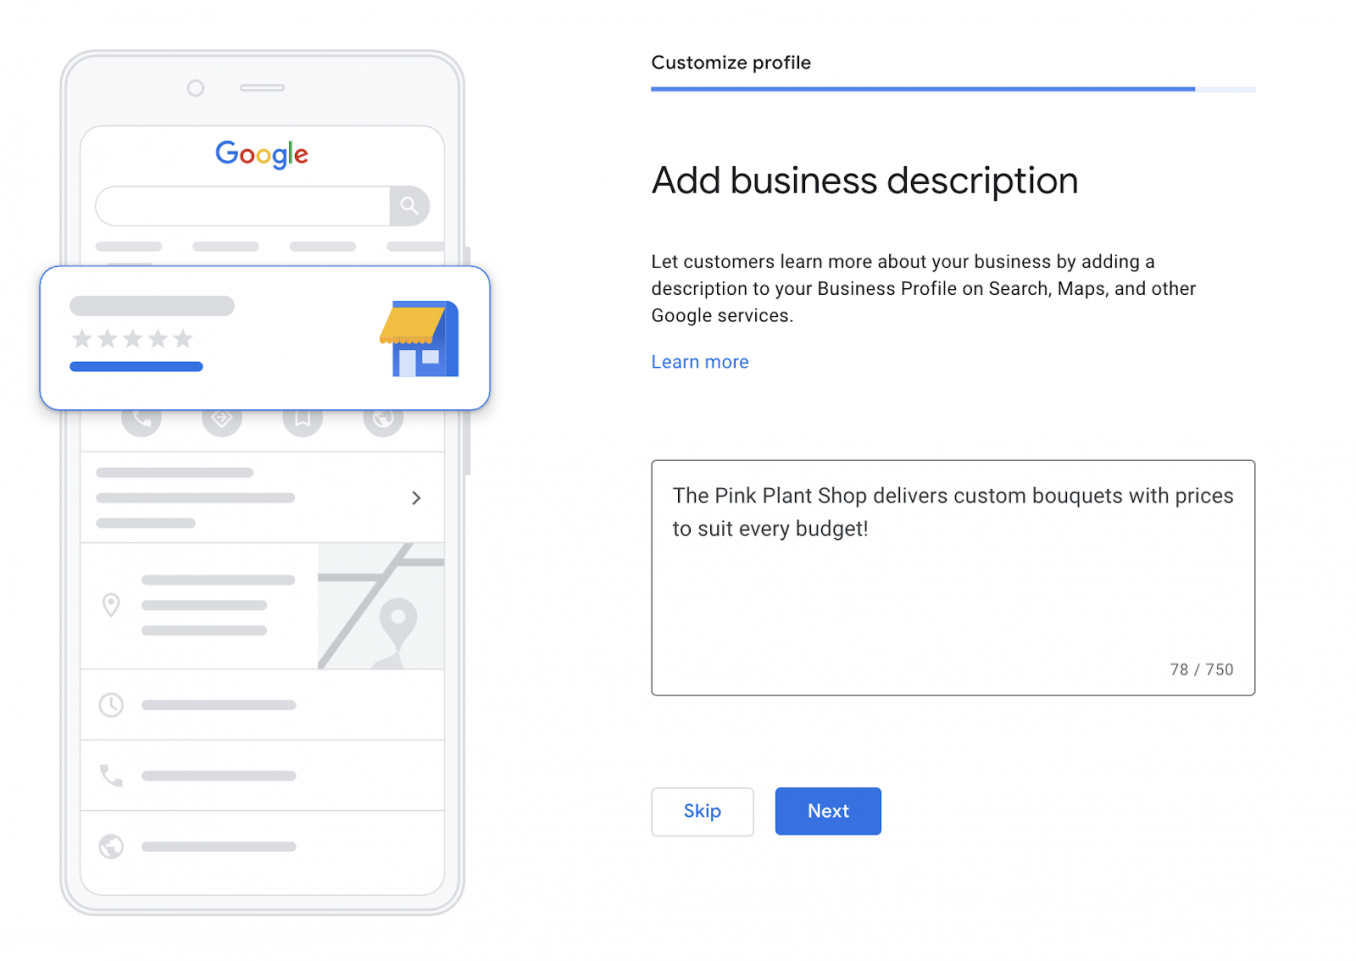 Google
Customize profile
Add business description
Let customers learn more about your business by adding a
description to your Business Profile on Search, Maps, and other
Google services.
Learn more
The Pink Plant Shop delivers custom bouquets with prices
to suit every budget!
78 / 750
Skip
Next